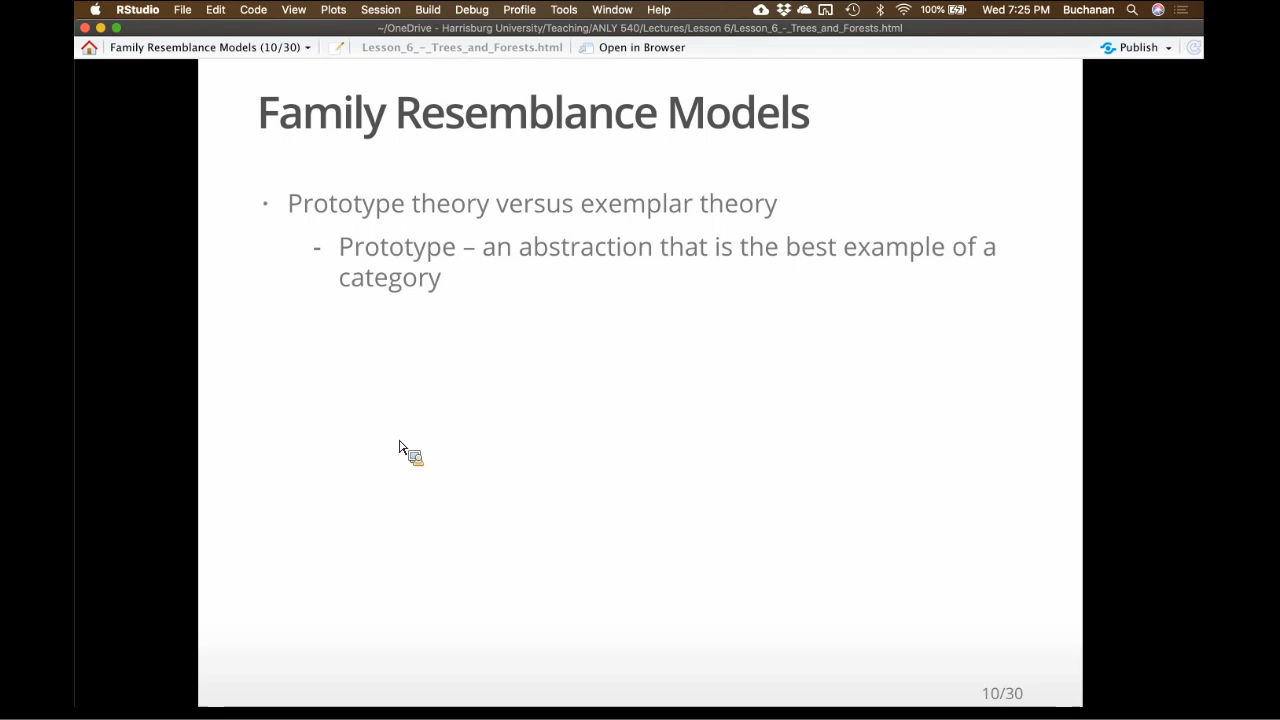 RStudio File Edit Code View Plots Session Build Debug Profile Tools Window Help 100% Wed 7:25 PM Buchanan
~/OneDrive - Harrisburg University/Teaching/ANLY 540/Lectures/Lesson 6/Lesson_6_-_Trees_and_Forests.html
Family Resemblance Models (10/30) Lesson_6_-_Trees_and_Forests.html Open in Browser Publish
Family Resemblance Models
· Prototype theory versus exemplar theory
- Prototype – an abstraction that is the best example of a
category
10/30